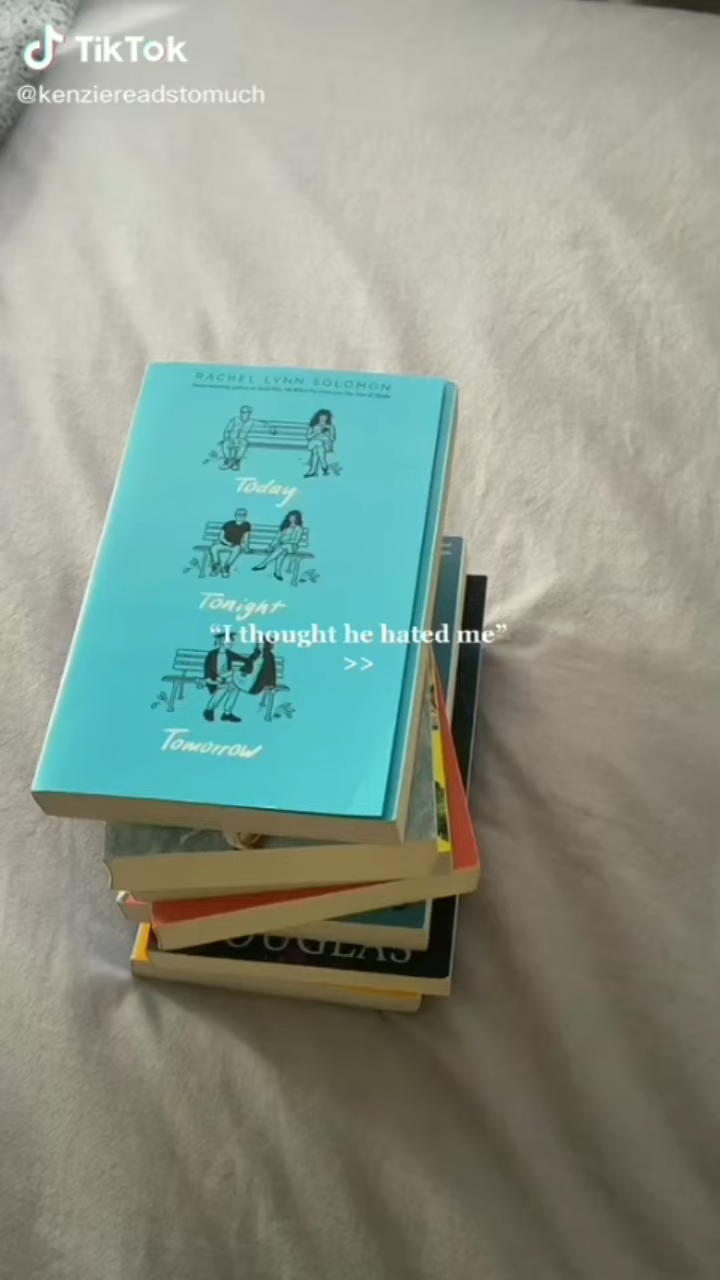 TikTok
@kenziereadstomuch
RACHEL LYNN SOLOMON
Today
Tonight
"I thought he hated me"
>>
Tomorrow
OUGLAS